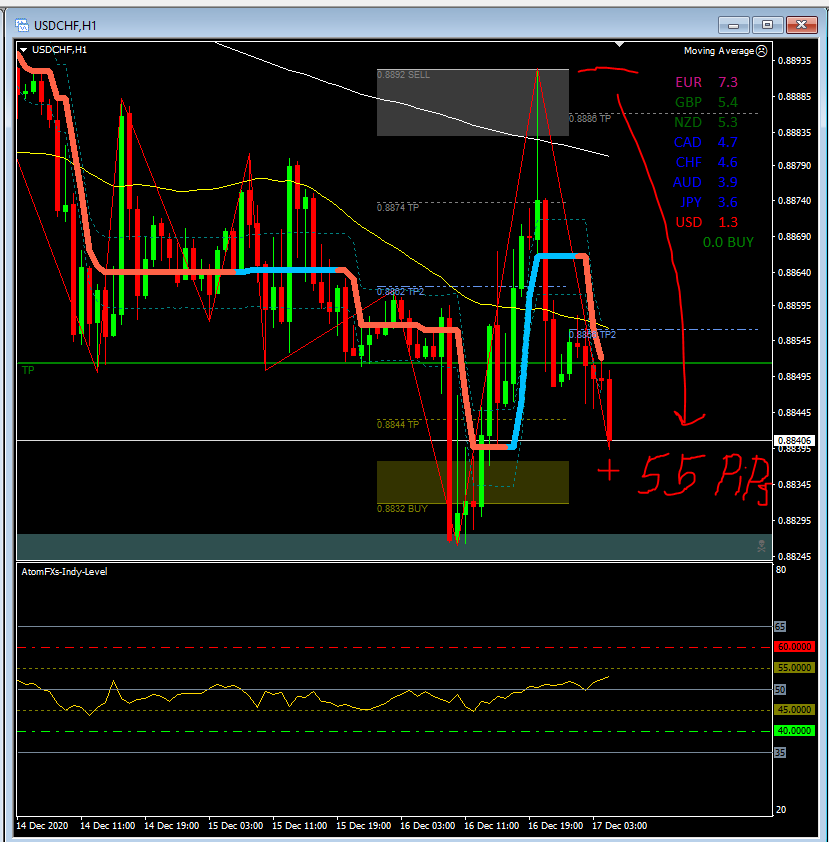 USDCHF,H1
USDCHF,H1
Moving Average
0.88935
0.8892 SELL
EUR 7.3
0.88885
GBP 5.4
0.8886 TP
NZD 5.3
0.88835
CAD 4.7
CHF 4.6
0.88790
AUD 3.9
JPY 3.6
0.88740
0.8874 TP
USD 1.3
0.0 BUY
0.88690
0.88640
0.8862 TP2
0.88595
TP2
0.88545
TP
0.88495
0.88445
0.8844 TP
0.88406
0.88395
+ 55 PIPs
0.88345
0.8832 BUY
0.88295
0.88245
AtomFXs-Indy-Level
80
65
60.0000
55.0000
50
45.0000
40.0000
35
20
14 Dec 2020 14 Dec 11:00 14 Dec 19:00 15 Dec 03:00 15 Dec 11:00 15 Dec 19:00 16 Dec 03:00 16 Dec 11:00 16 Dec 19:00 17 Dec 03:00